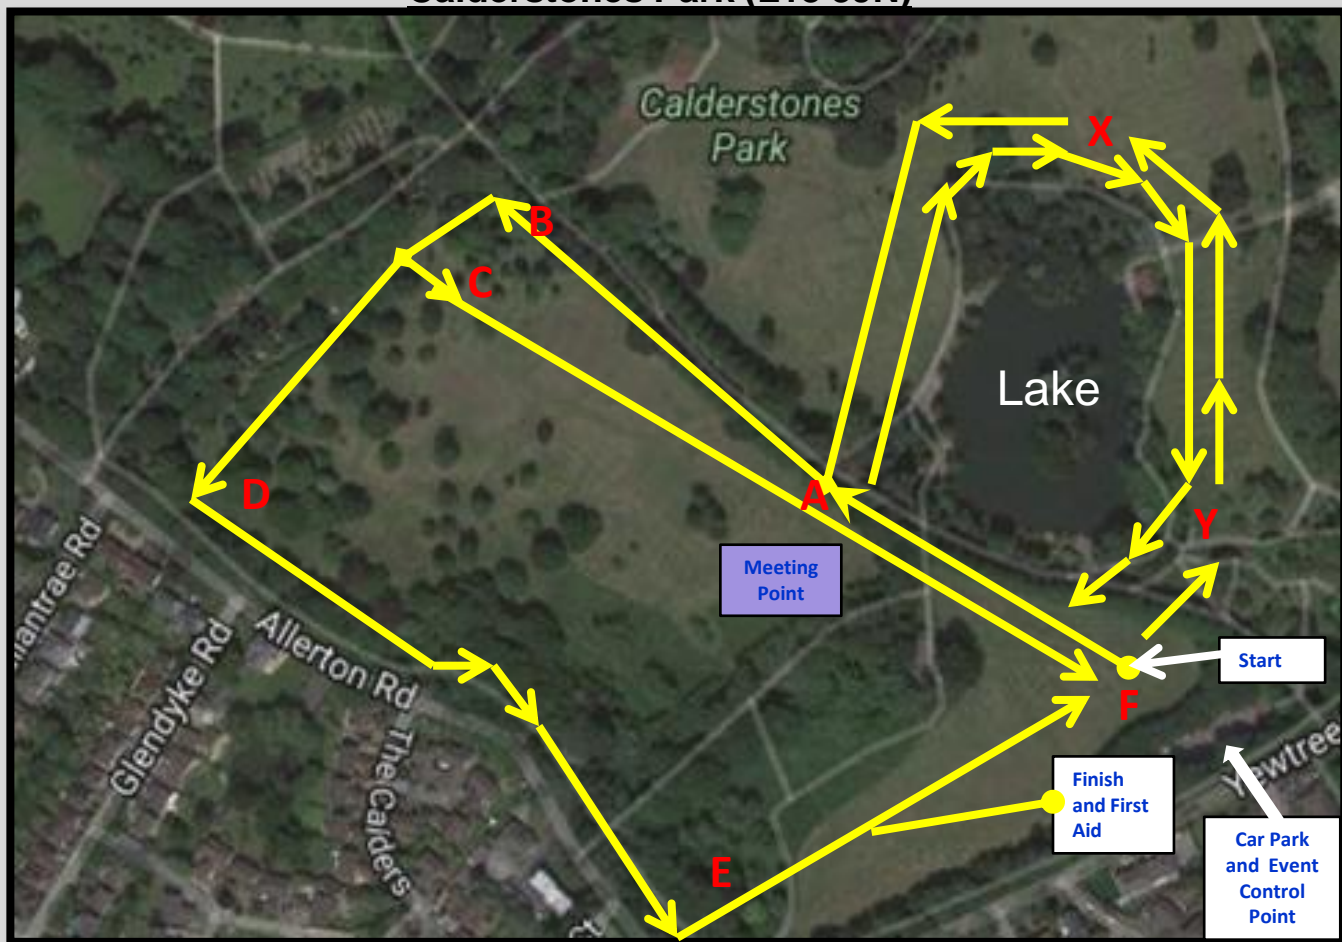 Calderstones
Park
X
B
C
Lake
A
D
Y
Meeting
Point
Start
F
Allerton Rd
Glendyke Rd
The Calders
Finish
and First
Aid
Yewtree
E
Car Park
and Event
Control
Point